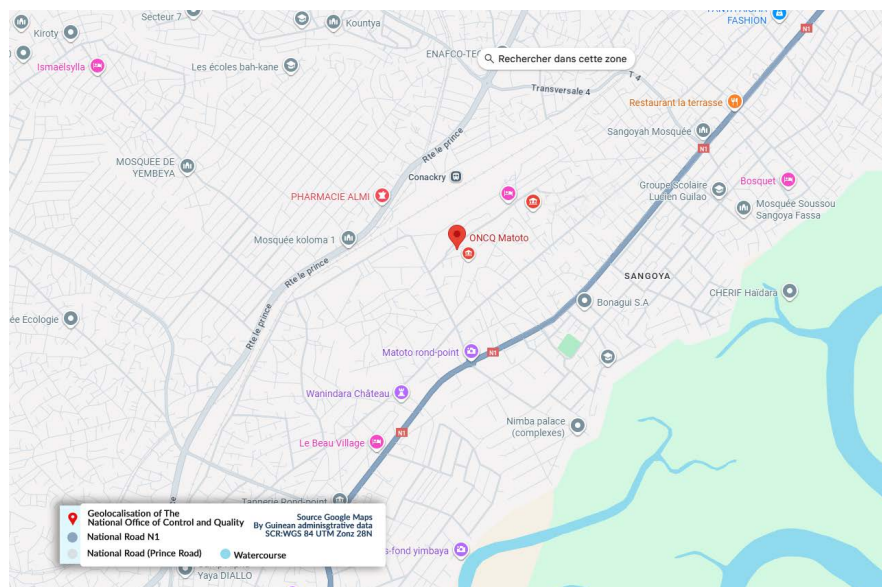 Secteur 7
Kountya
FASHION
N1
Kiroty
ENAFCO-TE
Rechercher dans cette zone
Ismaëlsylla
Les écoles bah-kane
T 4
Transversale 4
Restaurant la terrasse
Sangoyah Mosquée
Rte le prince
N1
MOSQUEE DE
YEMBEYA
Conackry
Groupe Scolaire
Lucien Guilao
Bosquet
PHARMACIE ALMI
Mosquée Soussou
Sangoya Fassa
ONCQ Matoto
Mosquée koloma 1
Rte le prince
SANGOYA
CHERIF Haïdara
Bonagui S.A
ée Ecologie
Rte le prince
Matoto rond-point
N1
Wanindara Château
Nimba palace
(complexes)
N1
Le Beau Village
Tannerie Rond-point
Geolocalisation of The
National Office of Control and Quality
National Road N1
National Road (Prince Road)
Watercourse
Source Google Maps
By Guinean adminisgtrative data
SCR:WGS 84 UTM Zonz 28N
s-fond yimbaya
Yaya DIALLO